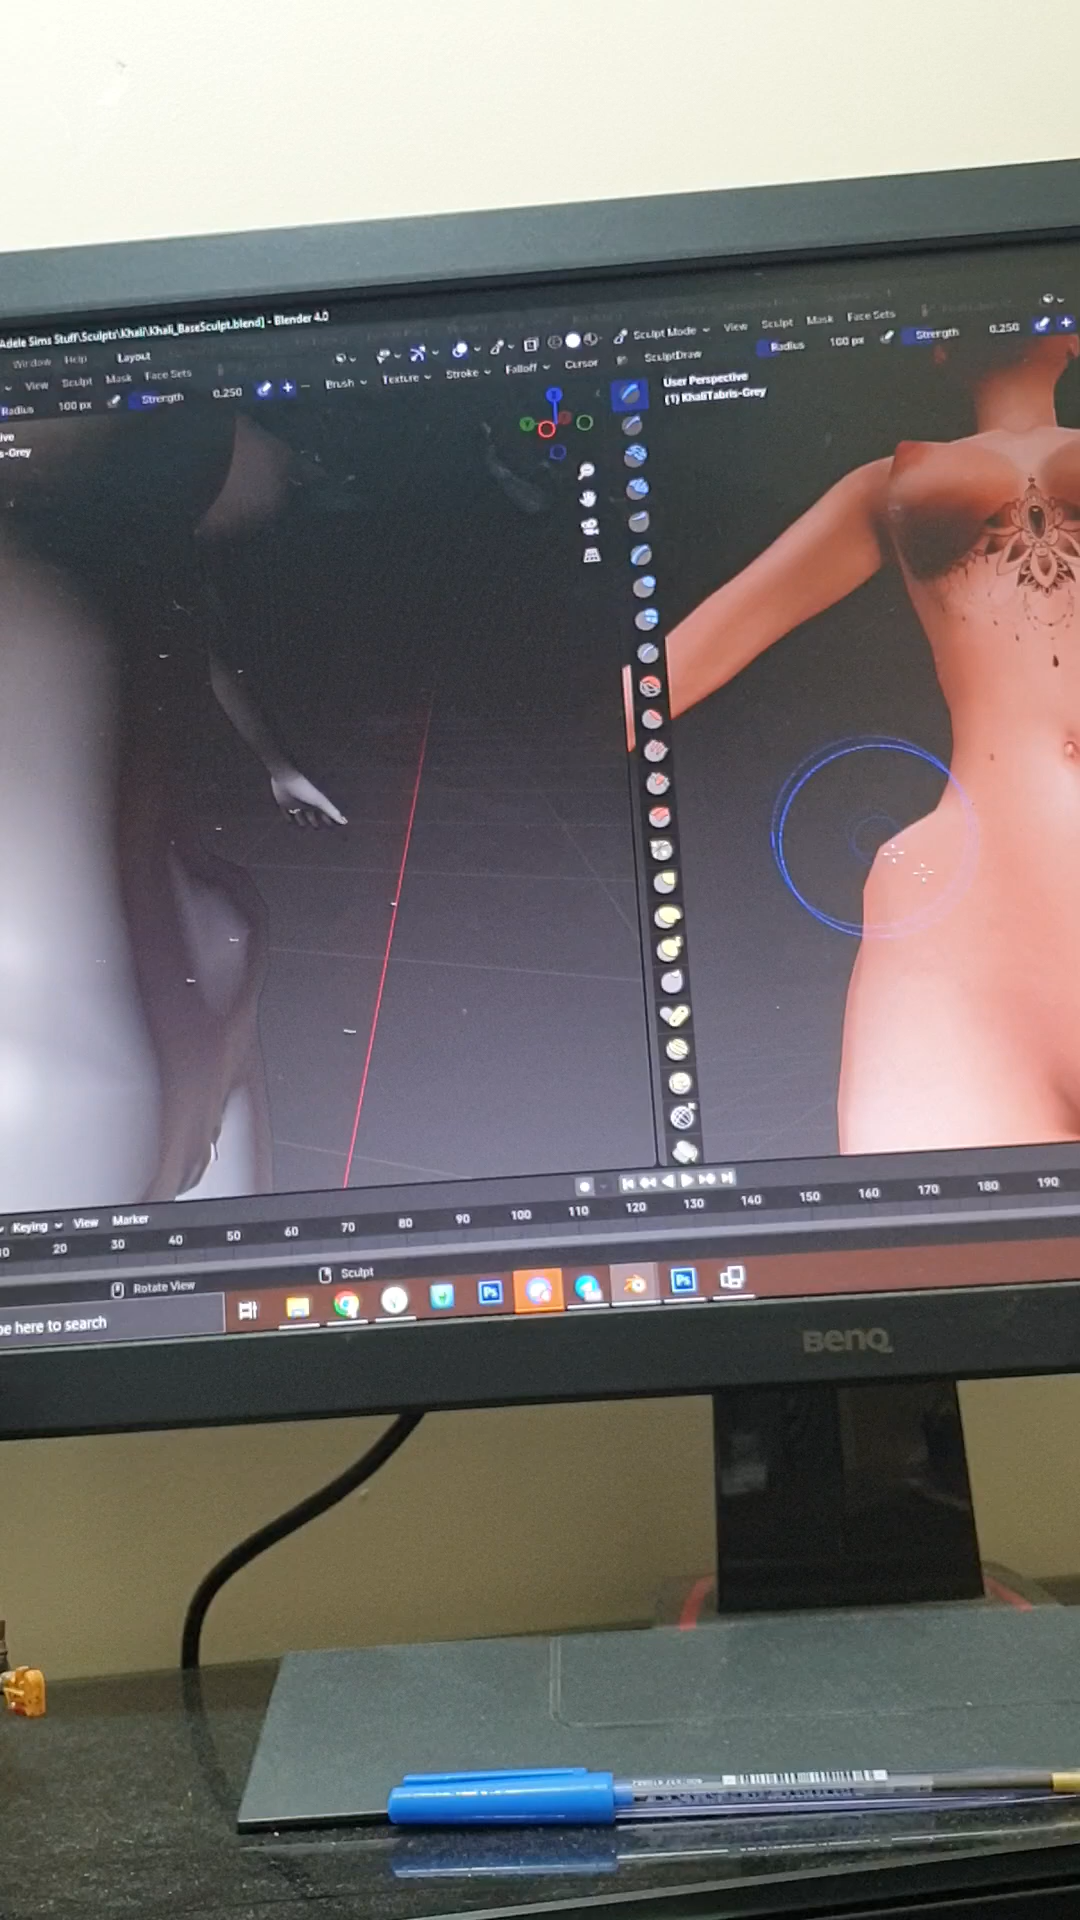 Adele Sims Stuff\Sculpts\Khali\Khali_BaseSculpt.blend] - Blender 4.0
Window Help Layout
View Sculpt Mask Face Sets
Radius 100 px Strength 0.250 Brush Texture Stroke Falloff Cursor
ive
s-Grey
Sculpt Mode View Sculpt Mask Face Sets
SculptDraw Radius 100 px Strength 0.250
User Perspective
(1) KhaliTabris-Grey
Keying View Marker
20 30 40 50 60 70 80 90 100 110 120 130 140 150 160 170 180 190
Rotate View Sculpt
pe here to search
Ps Ps
BenQ